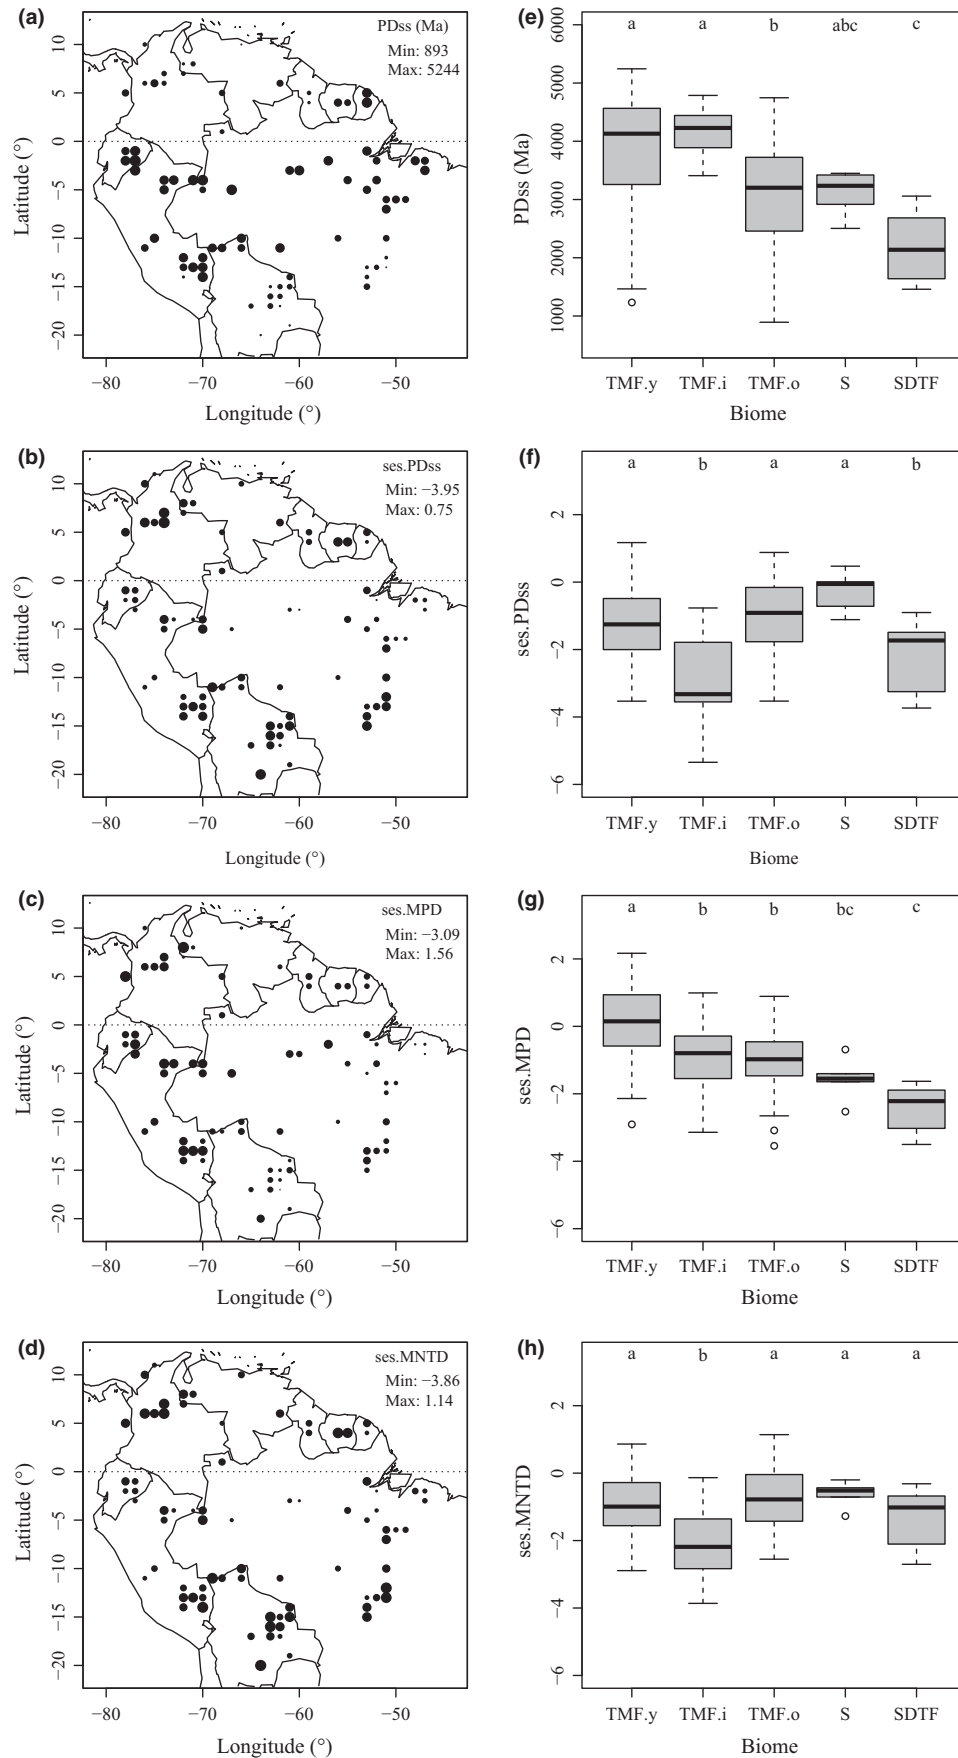 (a)
PDss (Ma)
Min: 893
Max: 5244
10
5
0
−5
−10
−15
−20
Latitude (°)
−80 −70 −60 −50
Longitude (°)
(e)
a a b abc c
6000
5000
4000
3000
2000
1000
PDss (Ma)
TMF.y TMF.i TMF.o S SDTF
Biome
(b)
ses.PDss
Min: −3.95
Max: 0.75
10
5
0
−5
−10
−15
−20
Latitude (°)
−80 −70 −60 −50
Longitude (°)
(f)
a b a a b
2
0
−2
−4
−6
ses.PDss
TMF.y TMF.i TMF.o S SDTF
Biome
(c)
ses.MPD
Min: −3.09
Max: 1.56
10
5
0
−5
−10
−15
−20
Latitude (°)
−80 −70 −60 −50
Longitude (°)
(g)
a b b bc c
2
0
−2
−4
−6
ses.MPD
TMF.y TMF.i TMF.o S SDTF
Biome
(d)
ses.MNTD
Min: −3.86
Max: 1.14
10
5
0
−5
−10
−15
−20
Latitude (°)
−80 −70 −60 −50
Longitude (°)
(h)
a b a a a
2
0
−2
−4
−6
ses.MNTD
TMF.y TMF.i TMF.o S SDTF
Biome